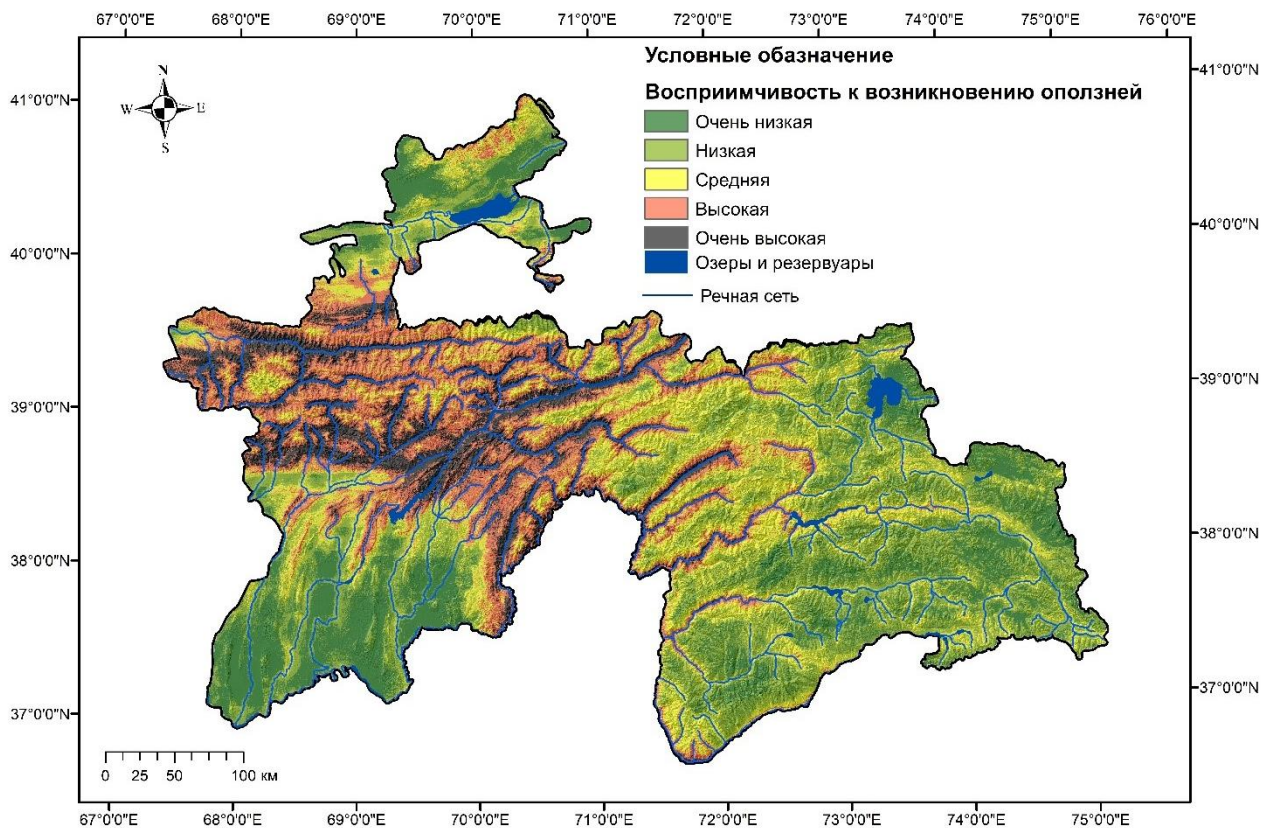 67°0'0"E 68°0'0"E 69°0'0"E 70°0'0"E 71°0'0"E 72°0'0"E 73°0'0"E 74°0'0"E 75°0'0"E 76°0'0"E
Условные обазначение
Восприимчивость к возникновению оползней
Очень низкая
Низкая
Средняя
Высокая
Очень высокая
Озеры и резервуары
Речная сеть
N
W E
S
41°0'0"N
40°0'0"N
39°0'0"N
38°0'0"N
37°0'0"N
41°0'0"N
40°0'0"N
39°0'0"N
38°0'0"N
37°0'0"N
0 25 50 100 км
67°0'0"E 68°0'0"E 69°0'0"E 70°0'0"E 71°0'0"E 72°0'0"E 73°0'0"E 74°0'0"E 75°0'0"E